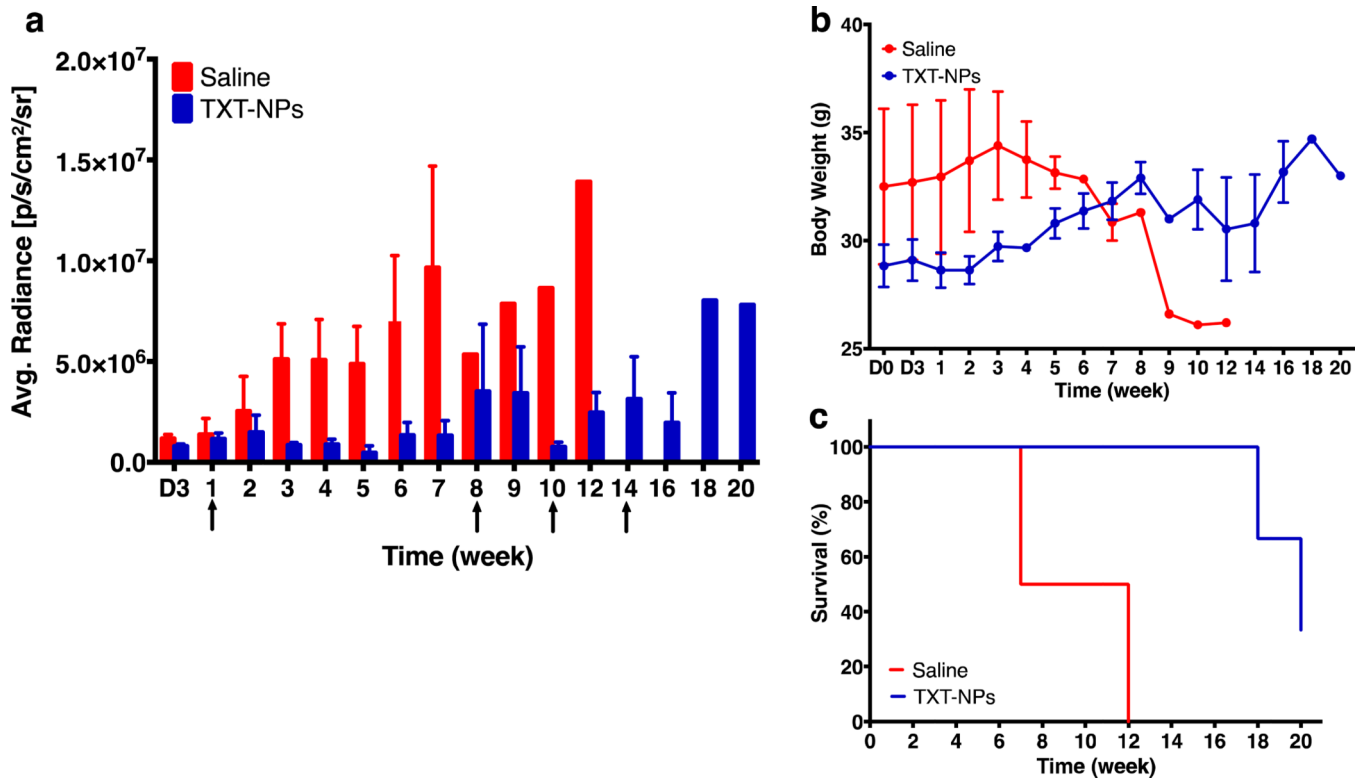 a
Avg. Radiance [p/s/cm²/sr]
2.0×10⁷
1.5×10⁷
1.0×10⁷
5.0×10⁶
0.0
Saline
TXT-NPs
D3 1 2 3 4 5 6 7 8 9 10 12 14 16 18 20
Time (week)
b
Body Weight (g)
40
35
30
25
Saline
TXT-NPs
D0 D3 1 2 3 4 5 6 7 8 9 10 12 14 16 18 20
Time (week)
c
Survival (%)
100
80
60
40
20
0
Saline
TXT-NPs
0 2 4 6 8 10 12 14 16 18 20
Time (week)